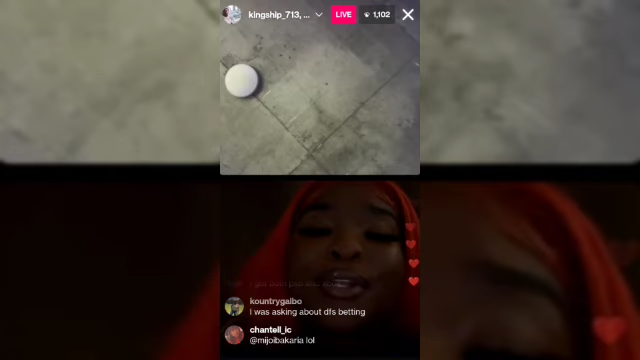 kingship_713, ...
LIVE
1,102
kountrygalbo
I was asking about dfs betting
chantell_ic
@mijoibakaria lol